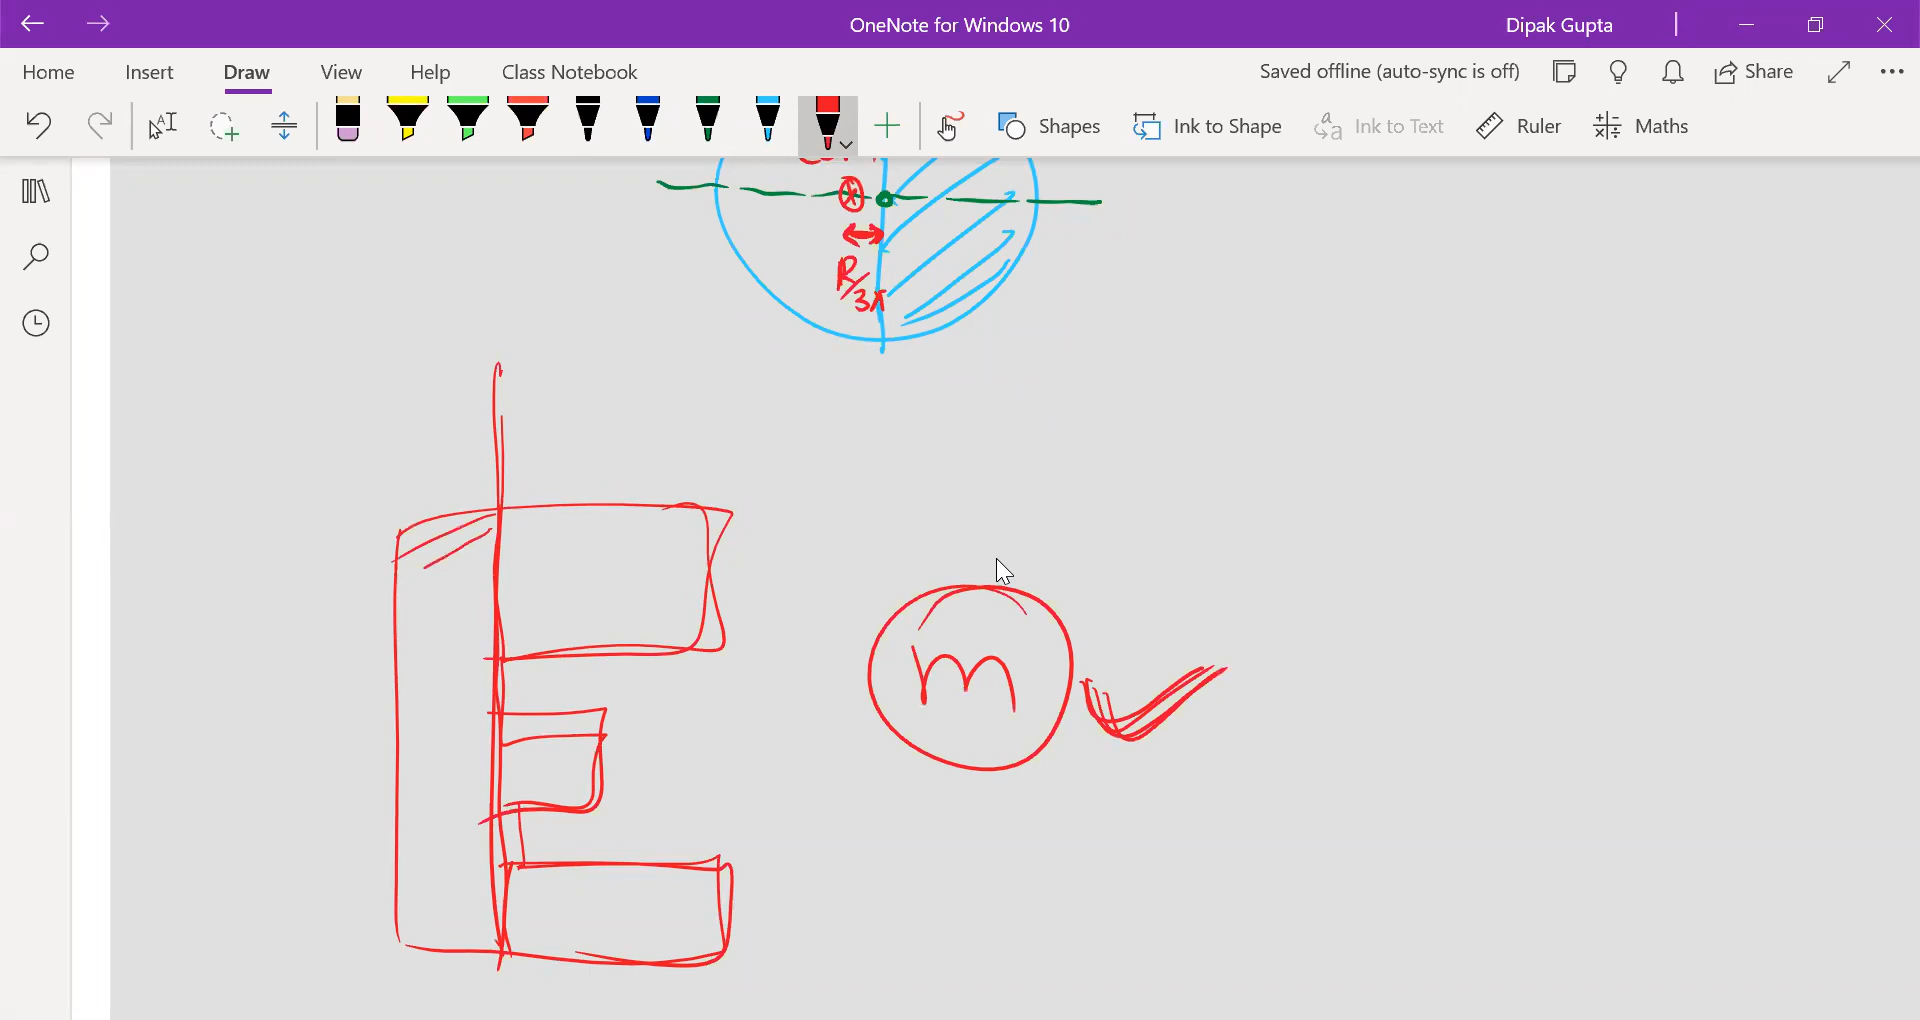 OneNote for Windows 10
Dipak Gupta
Home Insert Draw View Help Class Notebook
Saved offline (auto-sync is off)
Share
Shapes
Ink to Shape
Ink to Text
Ruler
Maths
R/3π
m